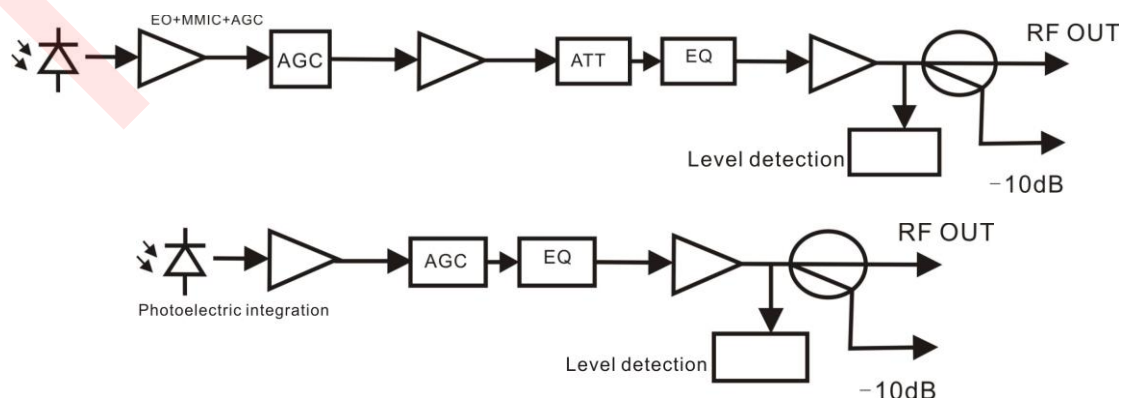 EO+MMIC+AGC
RF OUT
AGC
ATT
EQ
Level detection
－10dB
RF OUT
AGC
EQ
Photoelectric integration
Level detection
－10dB